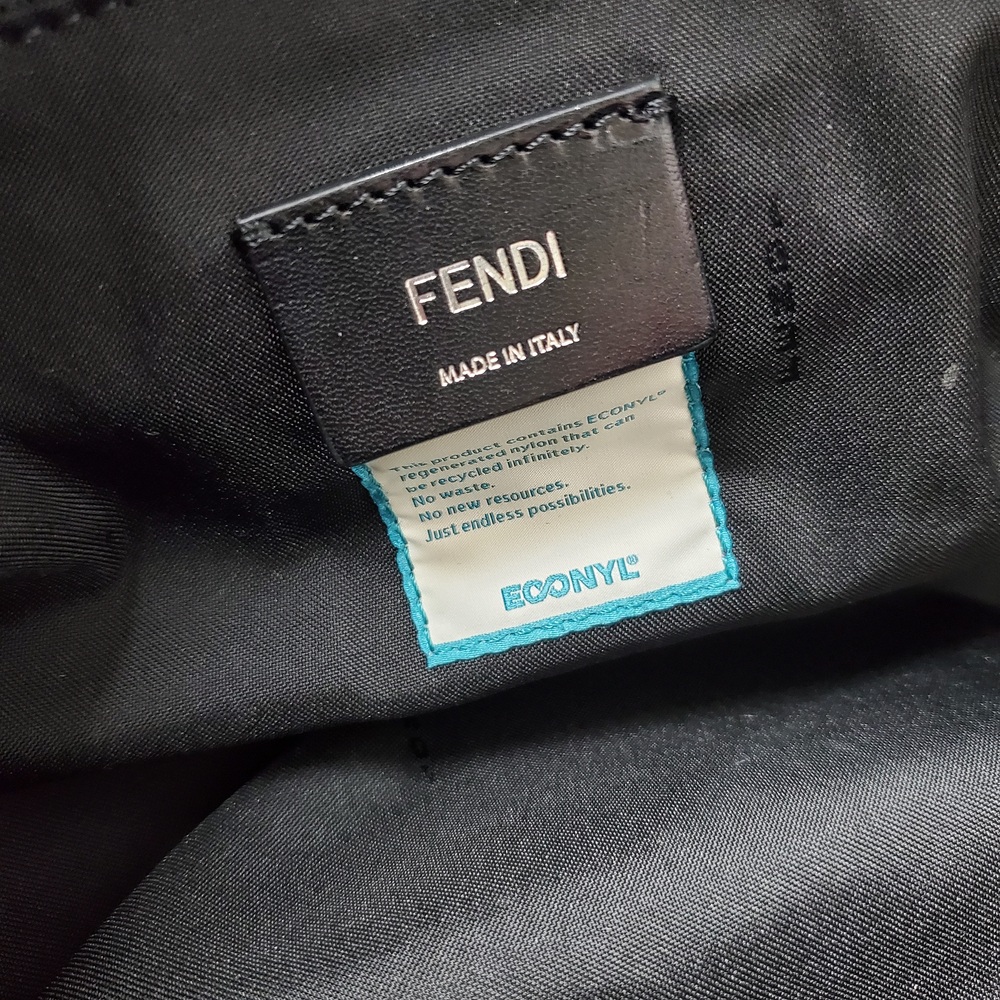 FENDI
MADE IN ITALY
This product contains ECONYL®
regenerated nylon that can
be recycled infinitely.
No waste.
No new resources.
Just endless possibilities.
ECONYL®